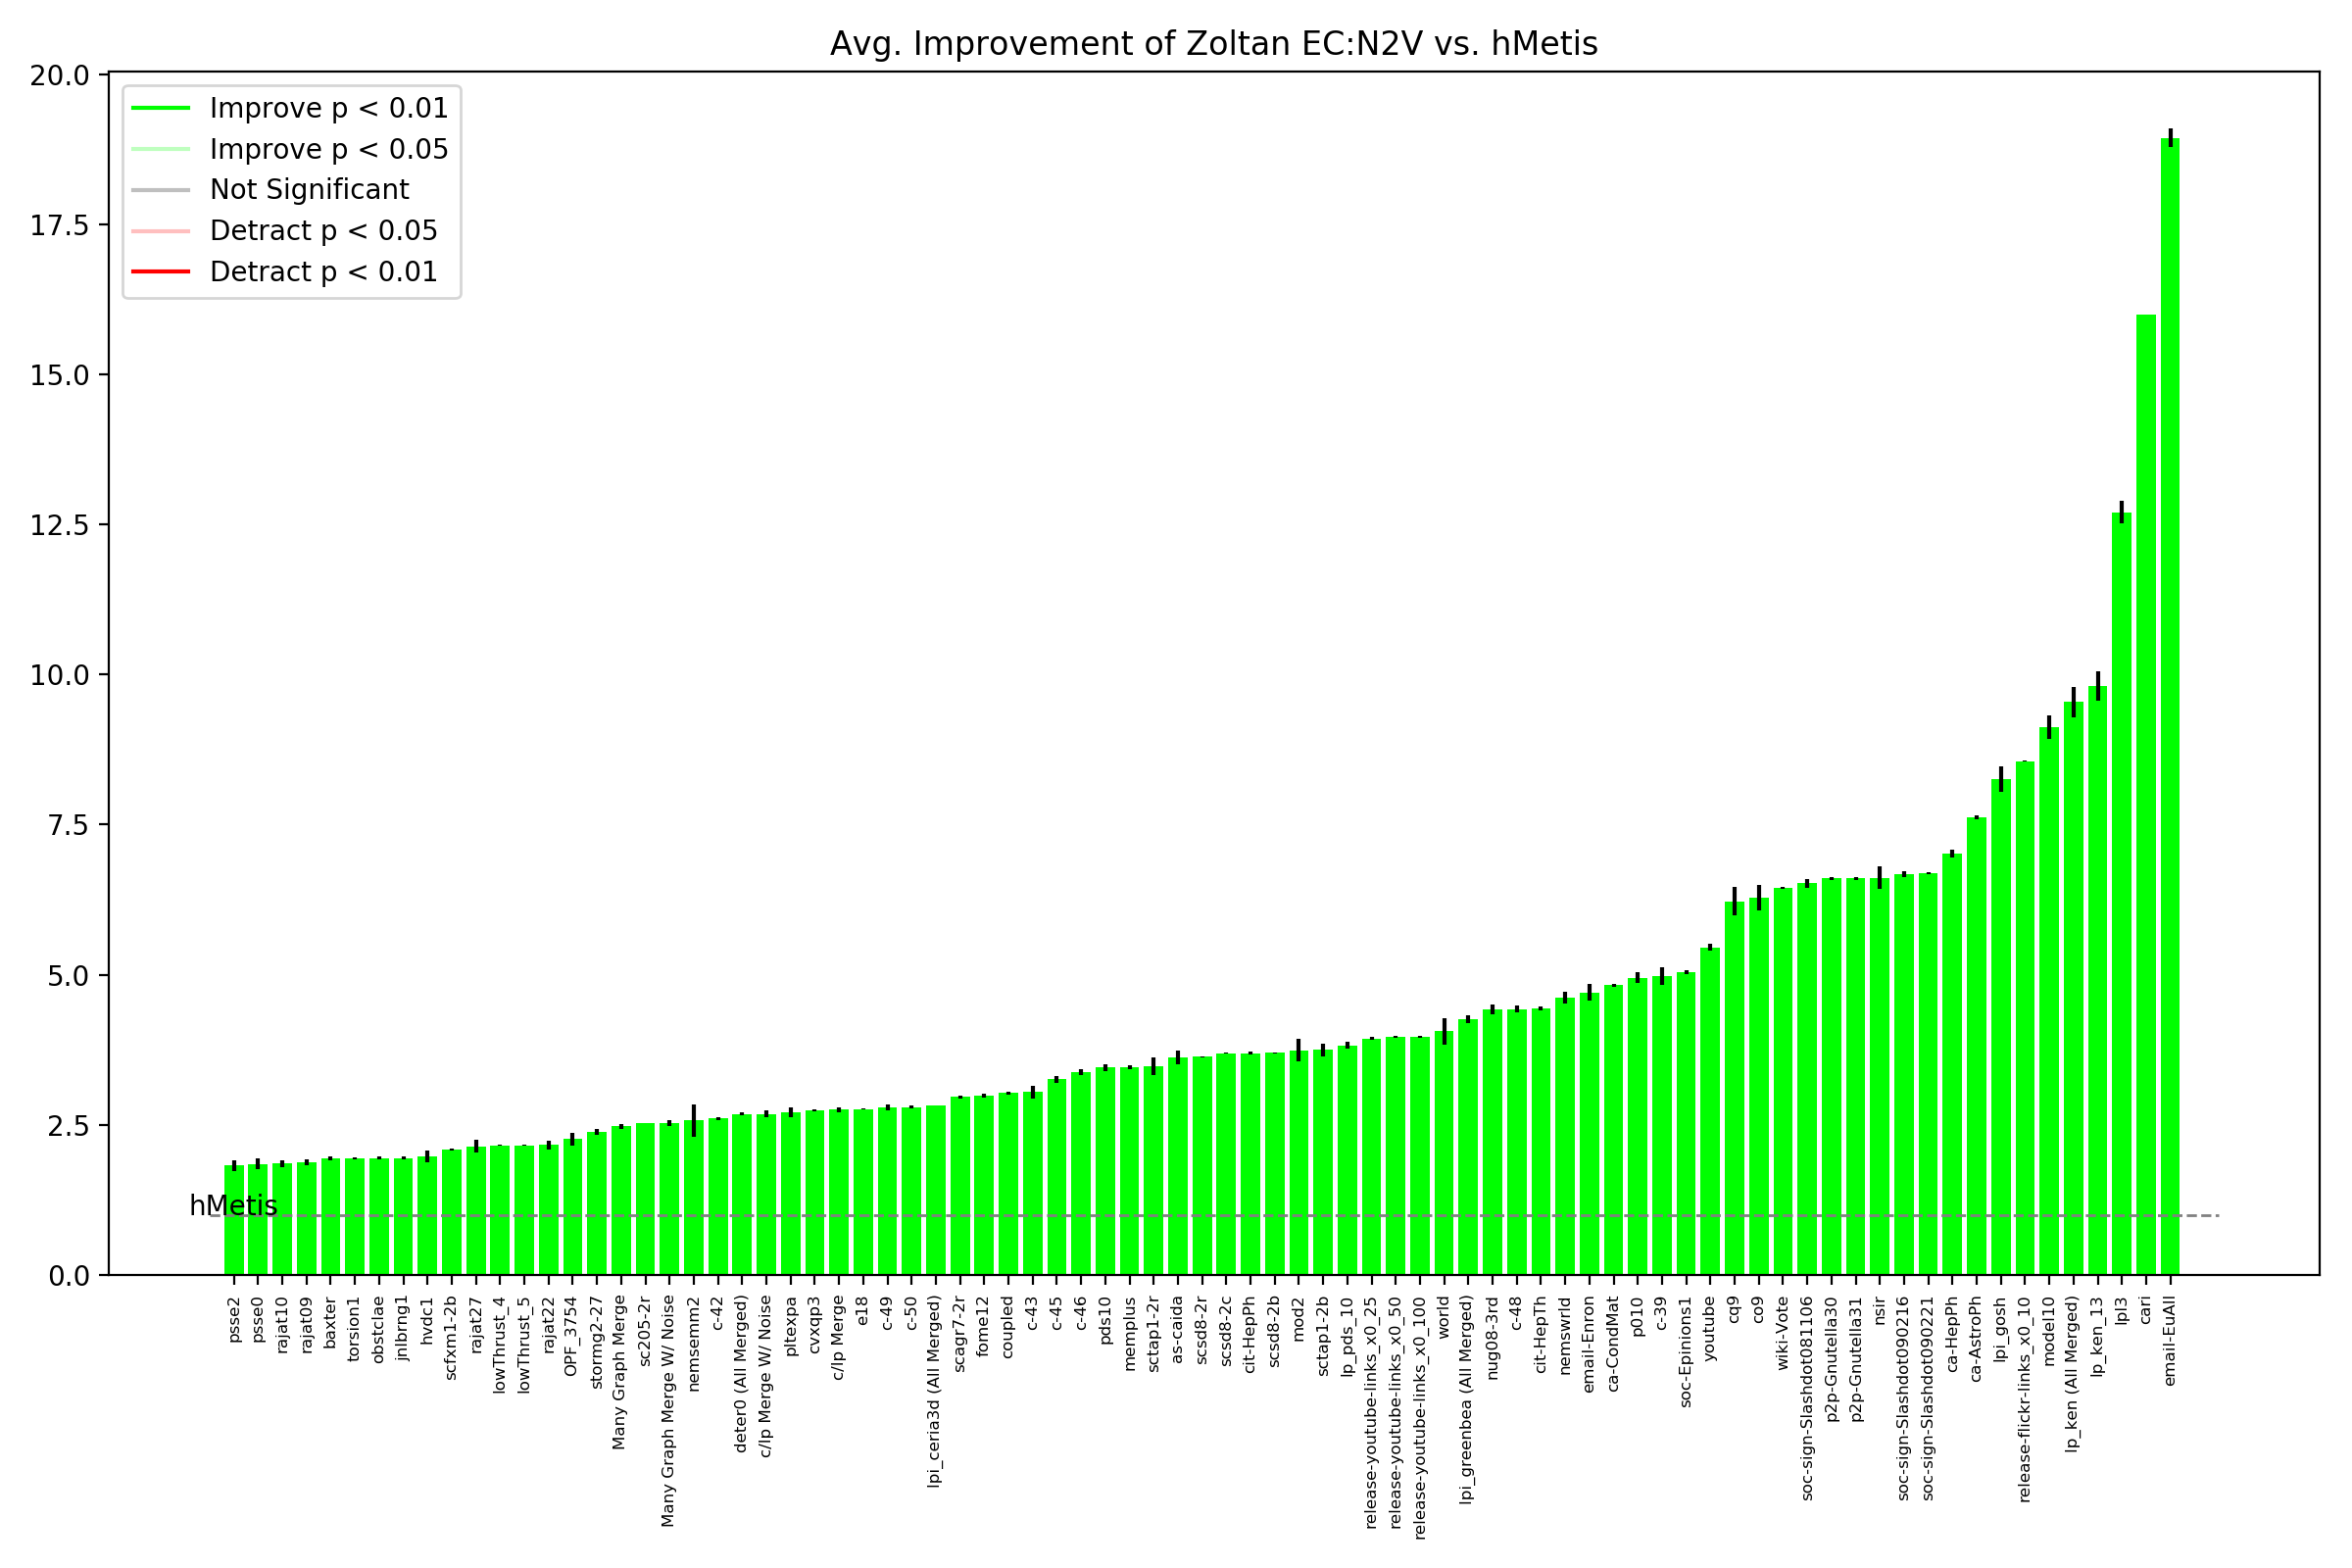 Avg. Improvement of Zoltan EC:N2V vs. hMetis
20.0
17.5
15.0
12.5
10.0
7.5
5.0
2.5
0.0
Improve p < 0.01
Improve p < 0.05
Not Significant
Detract p < 0.05
Detract p < 0.01
hMetis
psse2
psse0
rajat10
rajat09
baxter
torsion1
obstclae
jnlbrng1
hvdc1
scfxm1-2b
rajat27
lowThrust_4
lowThrust_5
rajat22
OPF_3754
stormg2-27
Many Graph Merge
sc205-2r
Many Graph Merge W/ Noise
nemsemm2
c-42
deter0 (All Merged)
c/lp Merge W/ Noise
pltexpa
cvxqp3
c/lp Merge
e18
c-49
c-50
lpi_ceria3d (All Merged)
scagr7-2r
fome12
coupled
c-43
c-45
c-46
pds10
memplus
sctap1-2r
as-caida
scsd8-2r
scsd8-2c
cit-HepPh
scsd8-2b
mod2
sctap1-2b
lp_pds_10
release-youtube-links_x0_25
release-youtube-links_x0_50
release-youtube-links_x0_100
world
lpi_greenbea (All Merged)
nug08-3rd
c-48
cit-HepTh
nemswrld
email-Enron
ca-CondMat
p010
c-39
soc-Epinions1
youtube
cq9
co9
wiki-Vote
soc-sign-Slashdot081106
p2p-Gnutella30
p2p-Gnutella31
nsir
soc-sign-Slashdot090216
soc-sign-Slashdot090221
ca-HepPh
ca-AstroPh
lpi_gosh
release-flickr-links_x0_10
model10
lp_ken (All Merged)
lp_ken_13
lpl3
cari
email-EuAll